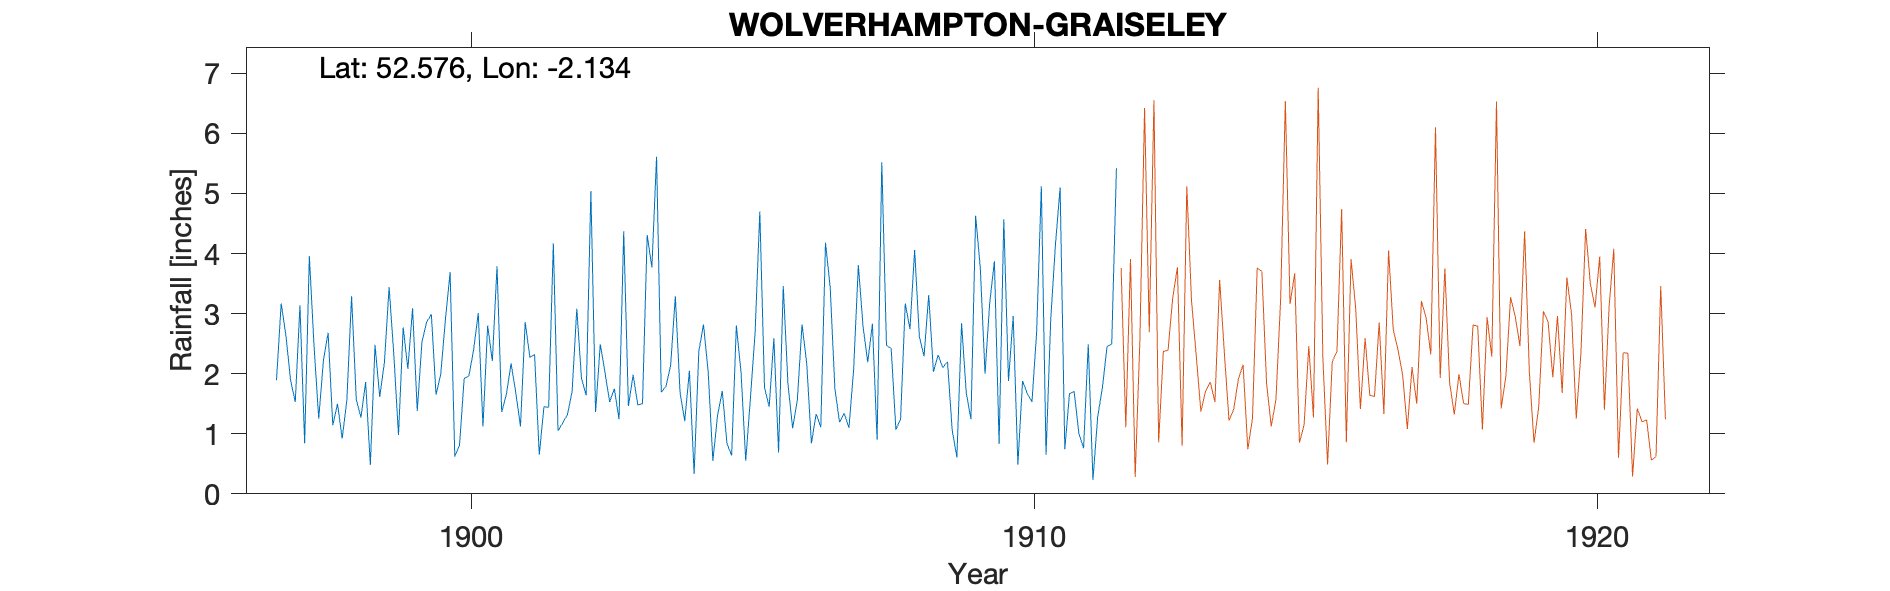 WOLVERHAMPTON-GRAISELEY
Lat: 52.576, Lon: -2.134
7
6
5
4
3
2
1
0
Rainfall [inches]
1900 1910 1920
Year